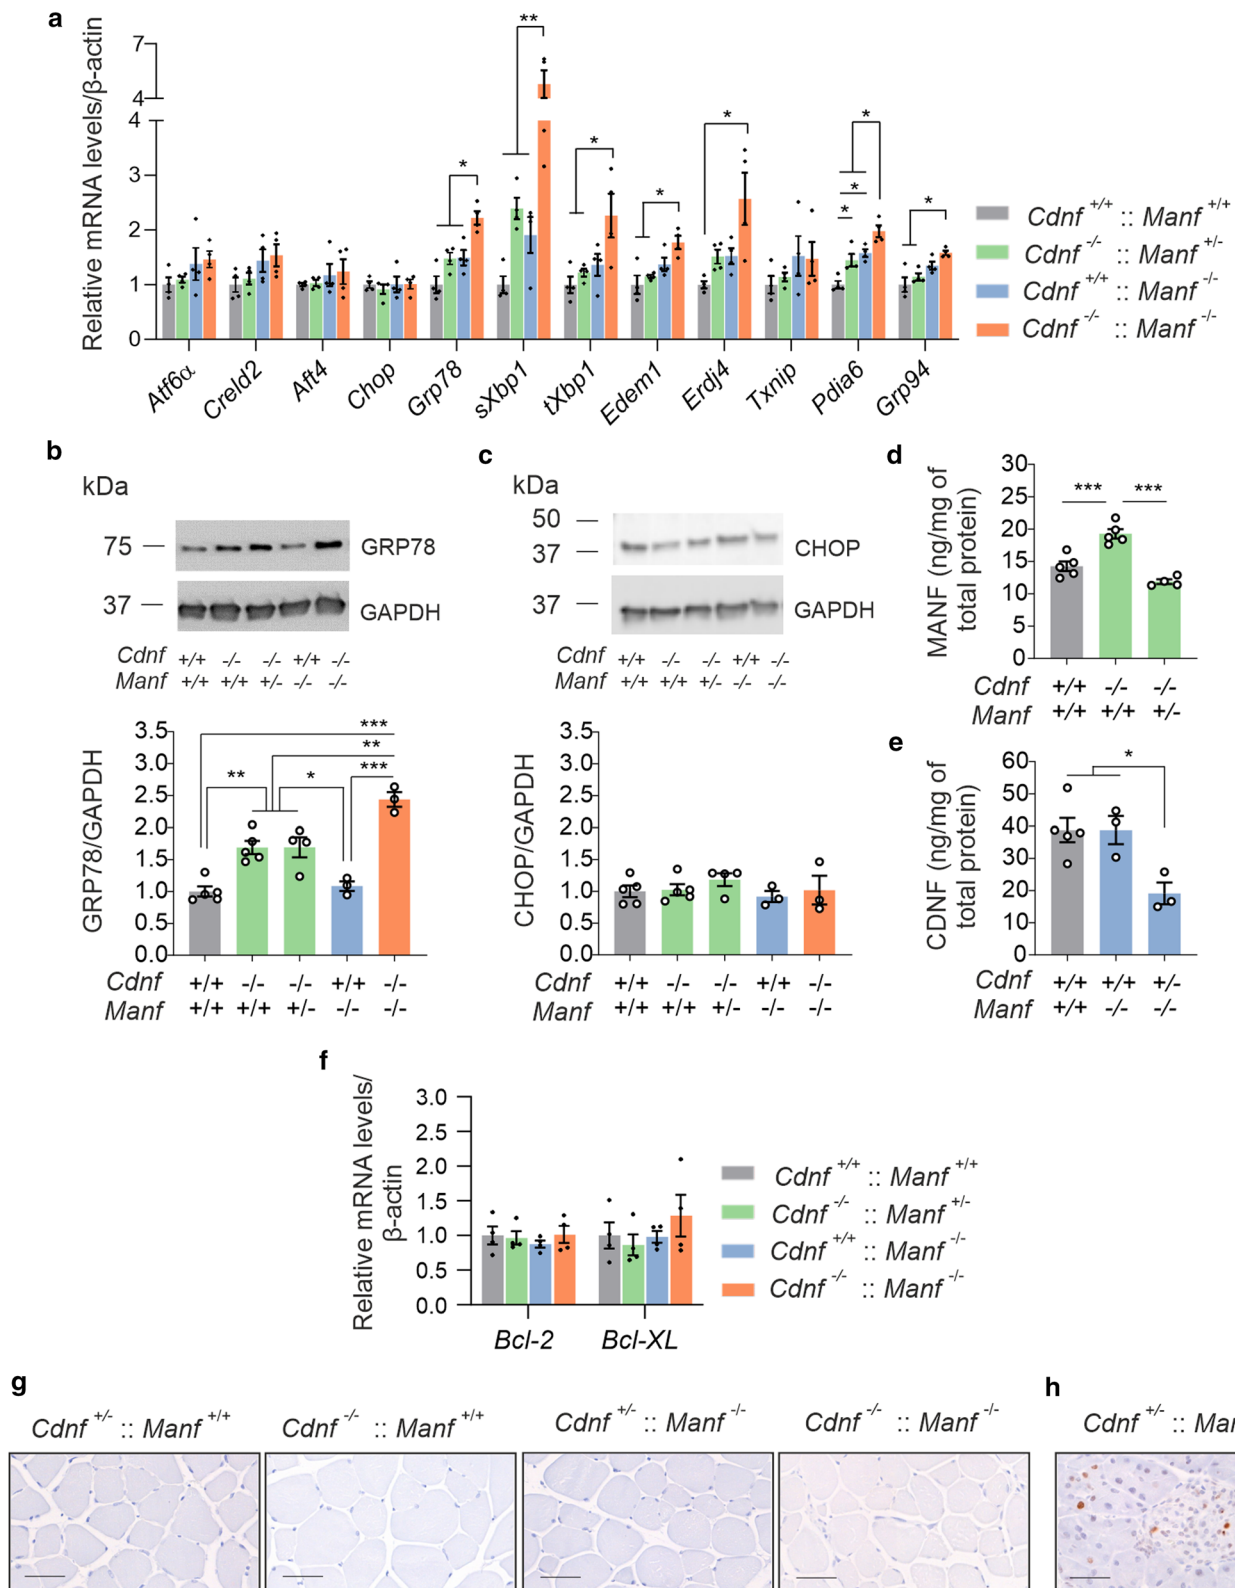 a
Relative mRNA levels/β-actin
7
4
4
3
2
1
0
*
**
*
*
*
*
*
*
*
Atf6α
Creld2
Aft4
Chop
Grp78
sXbp1
tXbp1
Edem1
Erdj4
Txnip
Pdia6
Grp94
Cdnf +/+ :: Manf +/+
Cdnf -/- :: Manf +/-
Cdnf +/+ :: Manf -/-
Cdnf -/- :: Manf -/-
b
kDa
75
GRP78
37
GAPDH
Cdnf +/+ -/- -/- +/+ -/-
Manf +/+ +/+ +/- -/- -/-
GRP78/GAPDH
3.5
3.0
2.5
2.0
1.5
1.0
0.5
0.0
***
**
***
**
*
Cdnf +/+ -/- -/- +/+ -/-
Manf +/+ +/+ +/- -/- -/-
c
kDa
50
37
CHOP
37
GAPDH
Cdnf +/+ -/- -/- +/+ -/-
Manf +/+ +/+ +/- -/- -/-
CHOP/GAPDH
3.5
3.0
2.5
2.0
1.5
1.0
0.5
0.0
Cdnf +/+ -/- -/- +/+ -/-
Manf +/+ +/+ +/- -/- -/-
d
MANF (ng/mg of
total protein)
30
25
20
15
10
5
0
*** ***
Cdnf +/+ -/- -/-
Manf +/+ +/+ +/-
e
CDNF (ng/mg of
total protein)
60
50
40
30
20
10
0
*
Cdnf +/+ +/+ +/-
Manf +/+ -/- -/-
f
Relative mRNA levels/
β-actin
3.0
2.5
2.0
1.5
1.0
0.5
0.0
Bcl-2 Bcl-XL
Cdnf +/+ :: Manf +/+
Cdnf -/- :: Manf +/-
Cdnf +/+ :: Manf -/-
Cdnf -/- :: Manf -/-
g
Cdnf +/- :: Manf +/+
Cdnf -/- :: Manf +/+
Cdnf +/- :: Manf -/-
Cdnf -/- :: Manf -/-
h
Cdnf +/- :: Ma